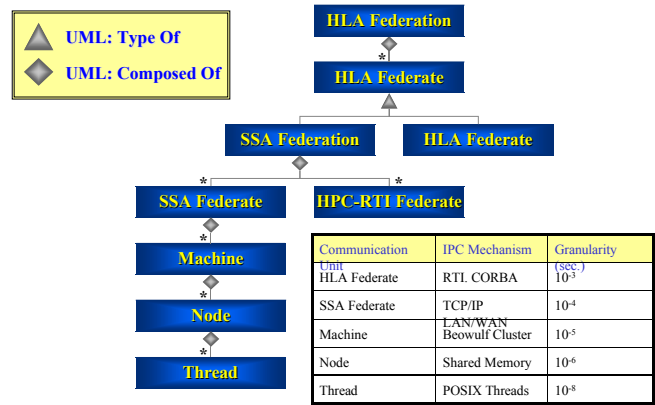 UML: Type Of
UML: Composed Of
HLA Federation
*
HLA Federate
SSA Federation
HLA Federate
*
*
SSA Federate
HPC-RTI Federate
*
Machine
*
Node
*
Thread
Communication Unit IPC Mechanism Granularity (sec.)
HLA Federate RTI. CORBA 10-3
SSA Federate TCP/IP LAN/WAN 10-4
Machine Beowulf Cluster 10-5
Node Shared Memory 10-6
Thread POSIX Threads 10-8